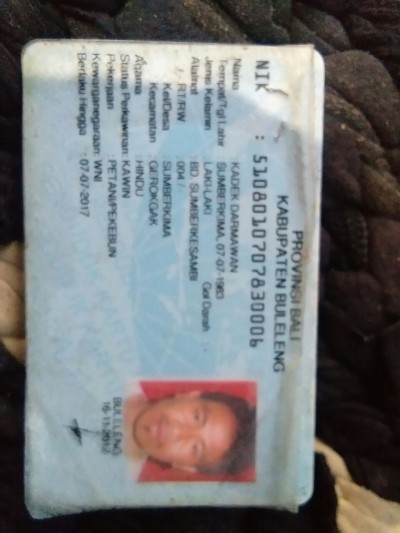 PROVINSI BALI
KABUPATEN BULELENG
NIK : 5108010707830006
Nama : KADEK DARMAWAN
Tempat/Tgl Lahir : SUMBERKIMA, 07-07-1983
Jenis Kelamin : LAKI-LAKI Gol Darah :
Alamat : BD. SUMBERKESAMBI
RT/RW : 004 /
Kel/Desa : SUMBERKIMA
Kecamatan : GEROKGAK
Agama : HINDU
Status Perkawinan : KAWIN
Pekerjaan : PETANI/PEKEBUN
Kewarganegaraan : WNI
Berlaku Hingga : 07-07-2017
BULELENG
16-11-2012